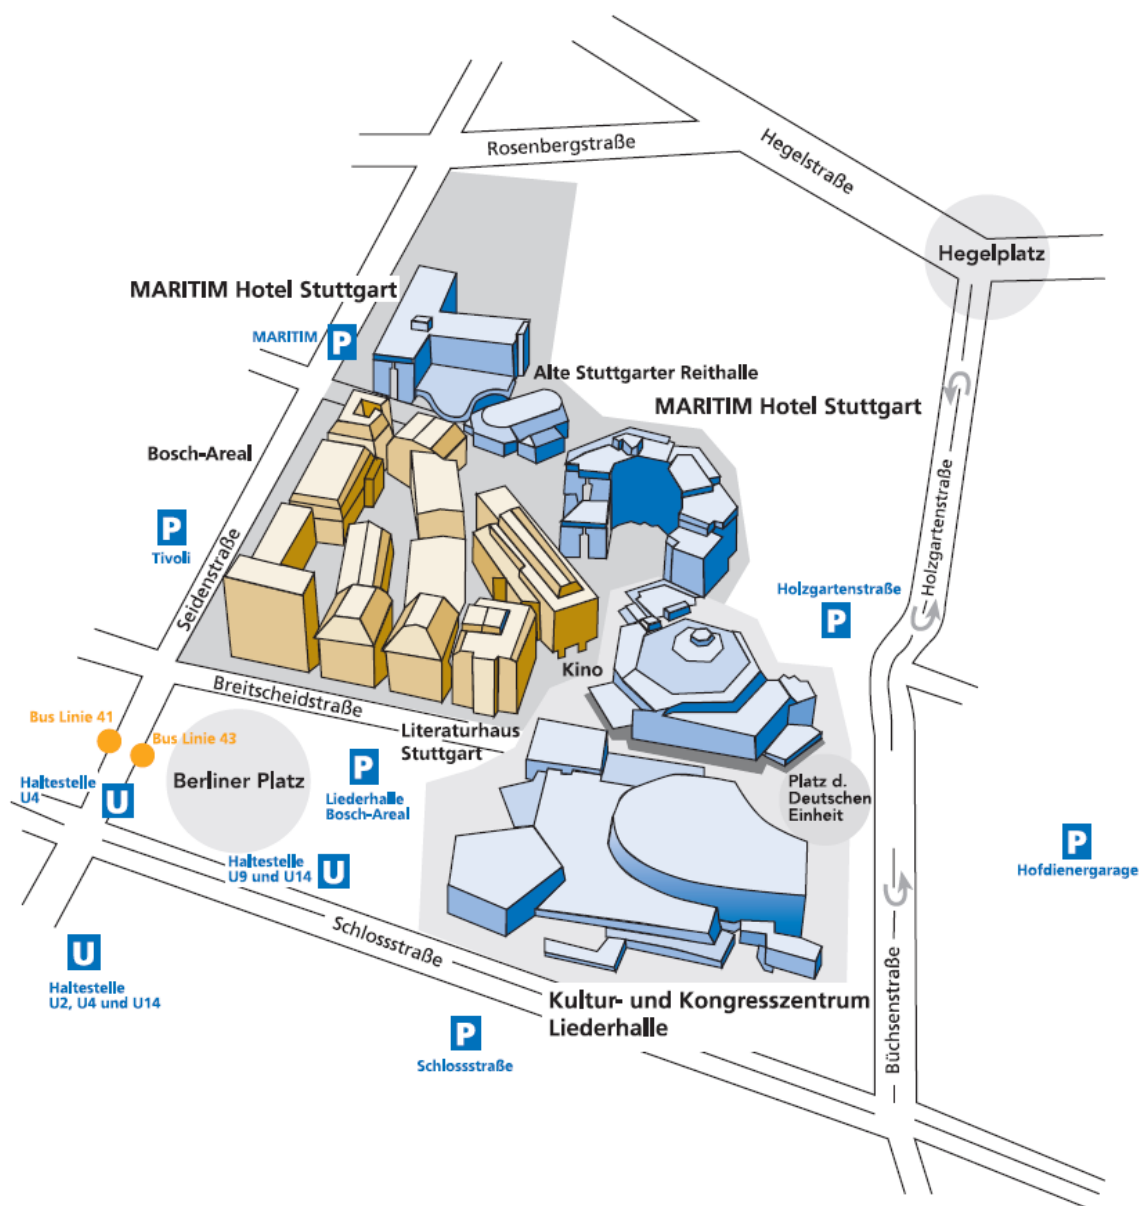 Rosenbergstraße
Hegelstraße
Hegelplatz
MARITIM Hotel Stuttgart
MARITIM
P
Alte Stuttgarter Reithalle
MARITIM Hotel Stuttgart
Bosch-Areal
P
Tivoli
Seidenstraße
Holzgartenstraße
Holzgartenstraße
P
Kino
Breitscheidstraße
Literaturhaus
Stuttgart
Bus Linie 41
Bus Linie 43
Haltestelle
U4
U
Berliner Platz
P
Liederhalle
Bosch-Areal
Platz d.
Deutschen
Einheit
P
Hofdienergarage
Haltestelle
U9 und U14
U
Schlossstraße
U
Haltestelle
U2, U4 und U14
Büchsenstraße
Kultur- und Kongresszentrum
Liederhalle
P
Schlossstraße